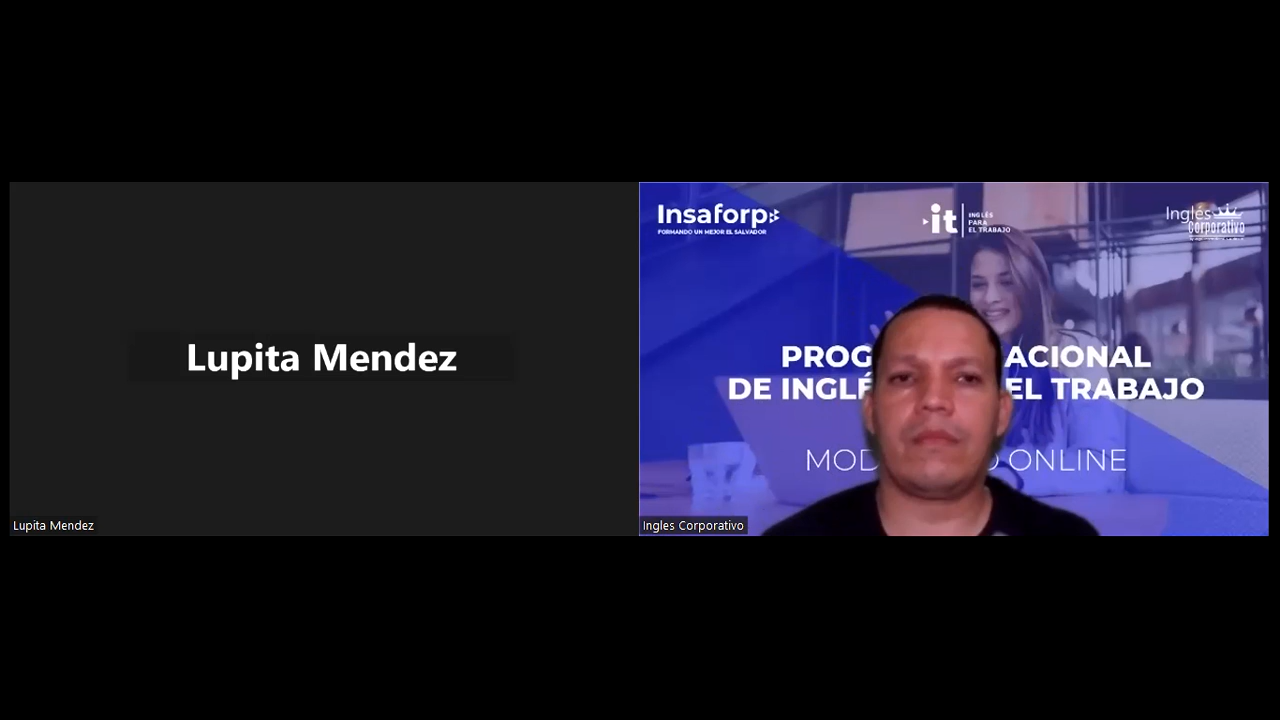 Lupita Mendez
Lupita Mendez
Insaforp
FORMANDO UN MEJOR EL SALVADOR
it
INGLÉS
PARA
EL TRABAJO
Inglés
Corporativo
PROG ACIONAL
DE INGLÉ EL TRABAJO
MOD O ONLINE
Ingles Corporativo